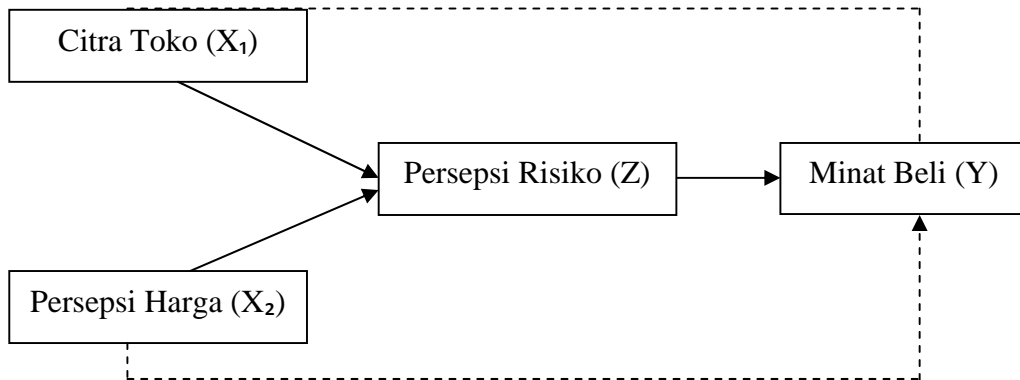 Citra Toko (X₁)
Persepsi Risiko (Z)
Minat Beli (Y)
Persepsi Harga (X₂)